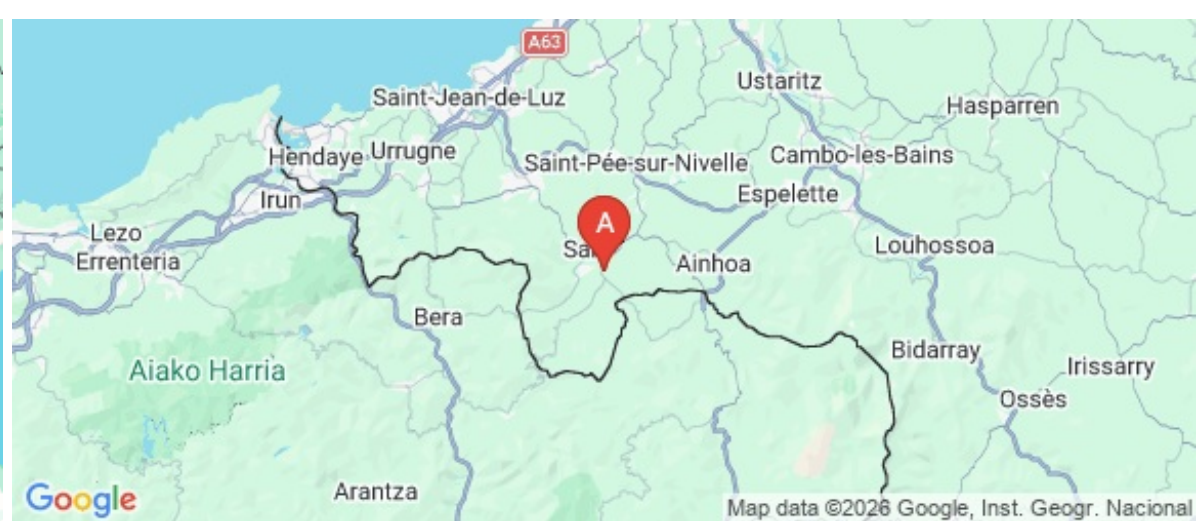 A63
Ustaritz
Saint-Jean-de-Luz
Hasparren
Hendaye
Urrugne
Saint-Pée-sur-Nivelle
Cambo-les-Bains
Irun
Espelette
A
Lezo
Errenteria
Ainhoa
Louhossoa
Bera
Bidarray
Aiako Harria
Irissarry
Ossès
Arantza
Google
Map data ©2026 Google, Inst. Geogr. Nacional